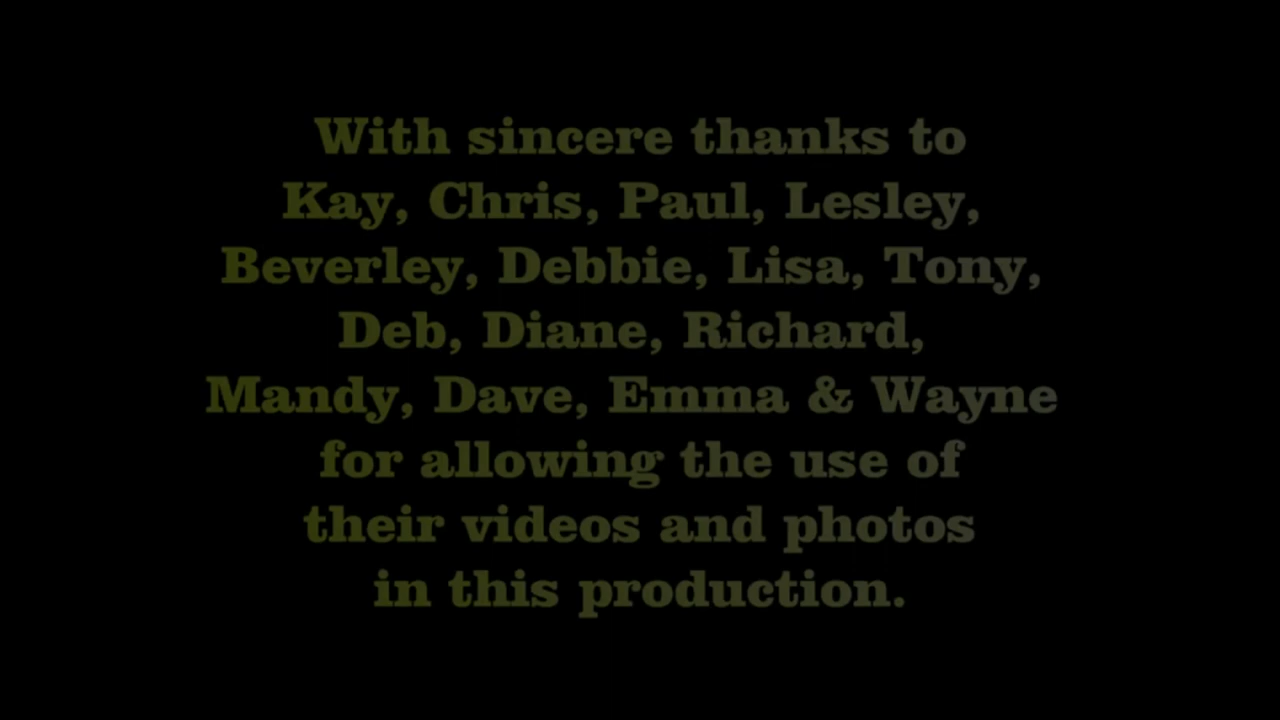 With sincere thanks to
Kay, Chris, Paul, Lesley,
Beverley, Debbie, Lisa, Tony,
Deb, Diane, Richard,
Mandy, Dave, Emma & Wayne
for allowing the use of
their videos and photos
in this production.